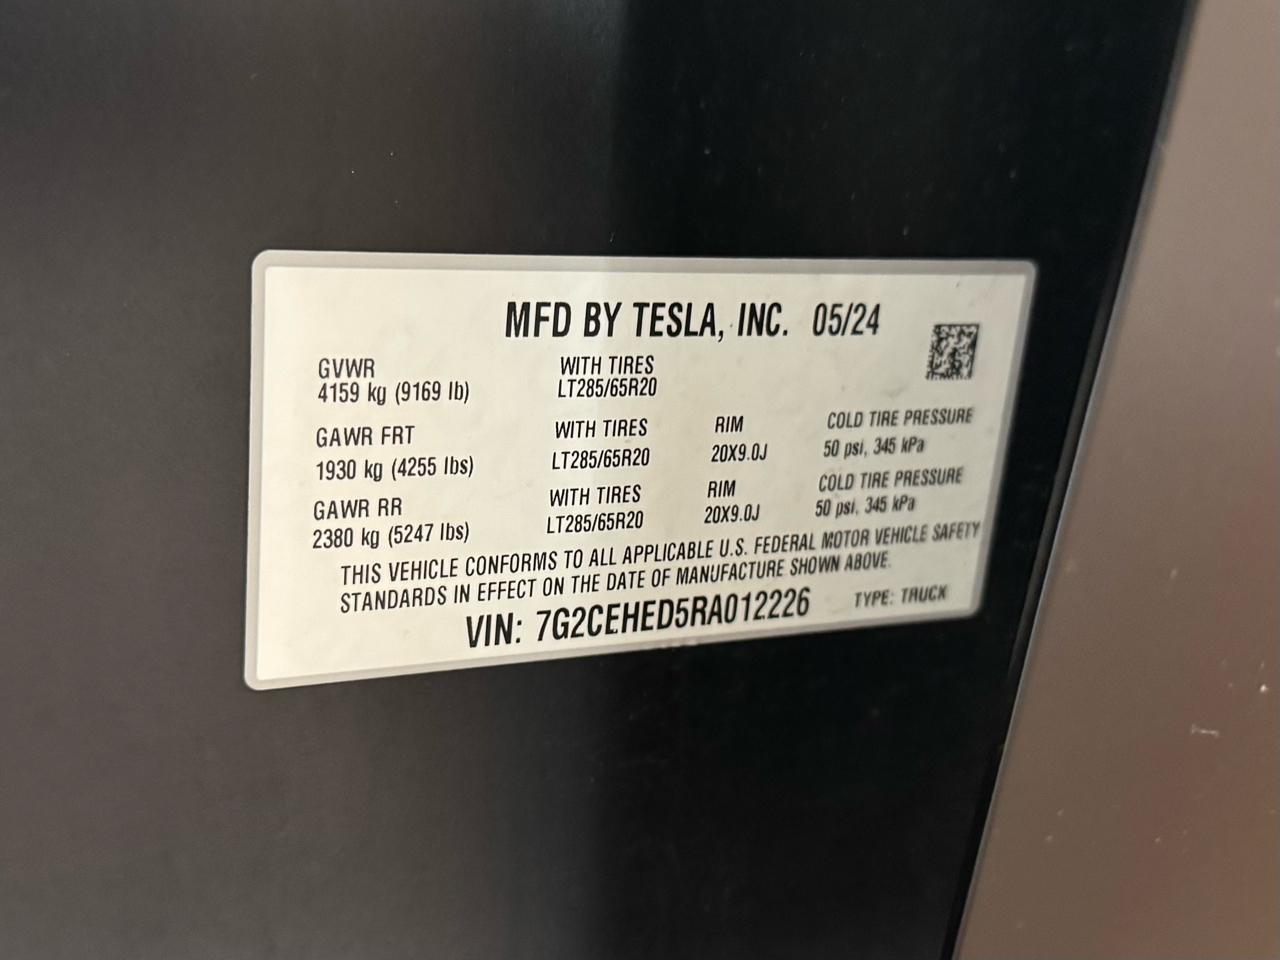 MFD BY TESLA, INC. 05/24
GVWR WITH TIRES
4159 kg (9169 lb) LT285/65R20
GAWR FRT WITH TIRES RIM COLD TIRE PRESSURE
1930 kg (4255 lbs) LT285/65R20 20X9.0J 50 psi, 345 kPa
GAWR RR WITH TIRES RIM COLD TIRE PRESSURE
2380 kg (5247 lbs) LT285/65R20 20X9.0J 50 psi, 345 kPa
THIS VEHICLE CONFORMS TO ALL APPLICABLE U.S. FEDERAL MOTOR VEHICLE SAFETY
STANDARDS IN EFFECT ON THE DATE OF MANUFACTURE SHOWN ABOVE.
VIN: 7G2CEHED5RA012226 TYPE: TRUCK